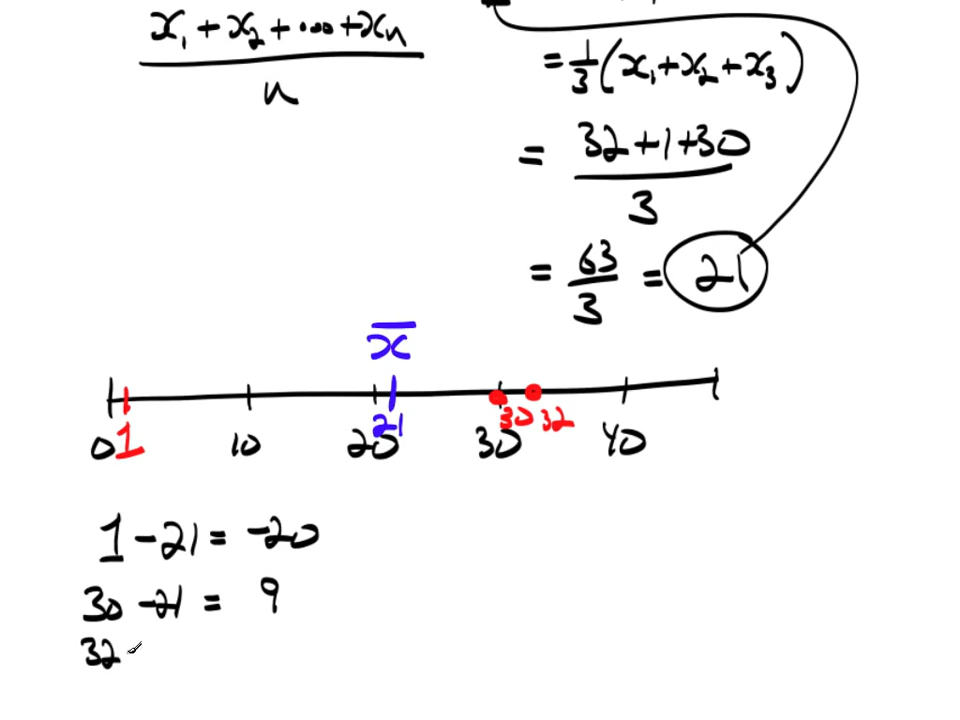 x₁ + x₂ + ... + xₙ
n
= 1/3 (x₁ + x₂ + x₃)
= 32 + 1 + 30
3
= 63/3 = 21
x̅
21
30 32
0 1 10 20 30 40
1 - 21 = -20
30 - 21 = 9
32